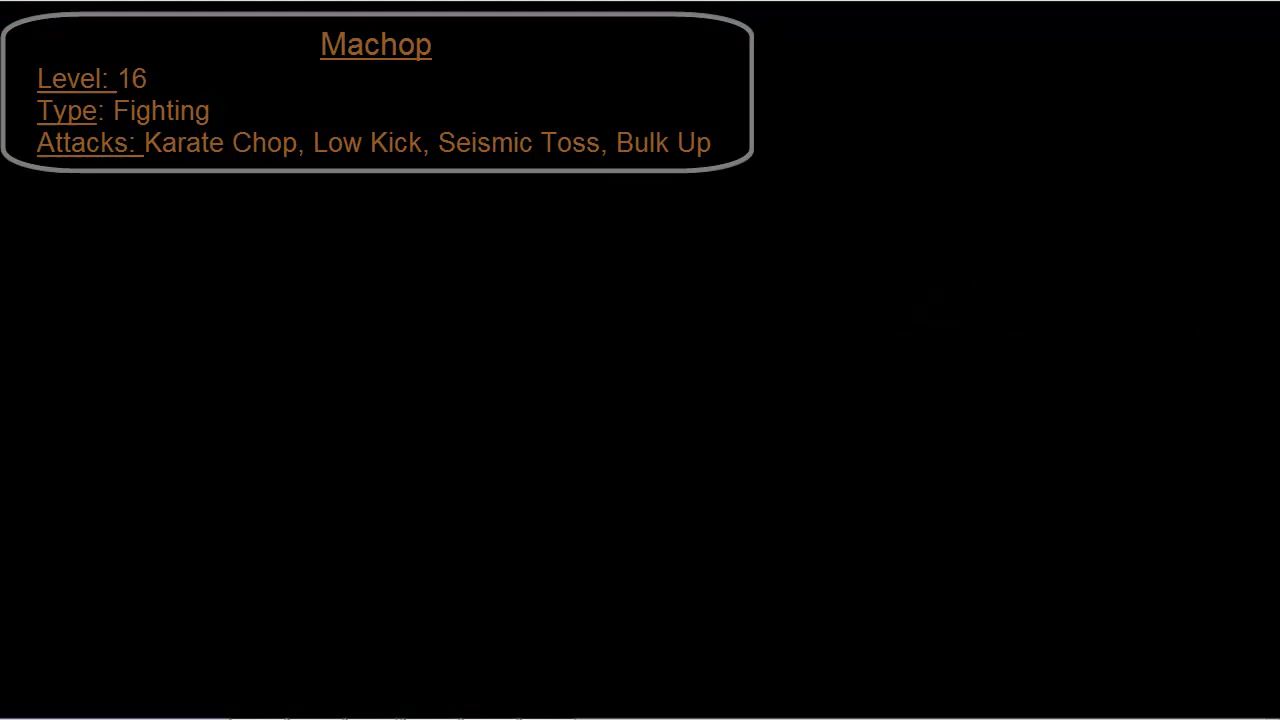 Machop
Level: 16
Type: Fighting
Attacks: Karate Chop, Low Kick, Seismic Toss, Bulk Up